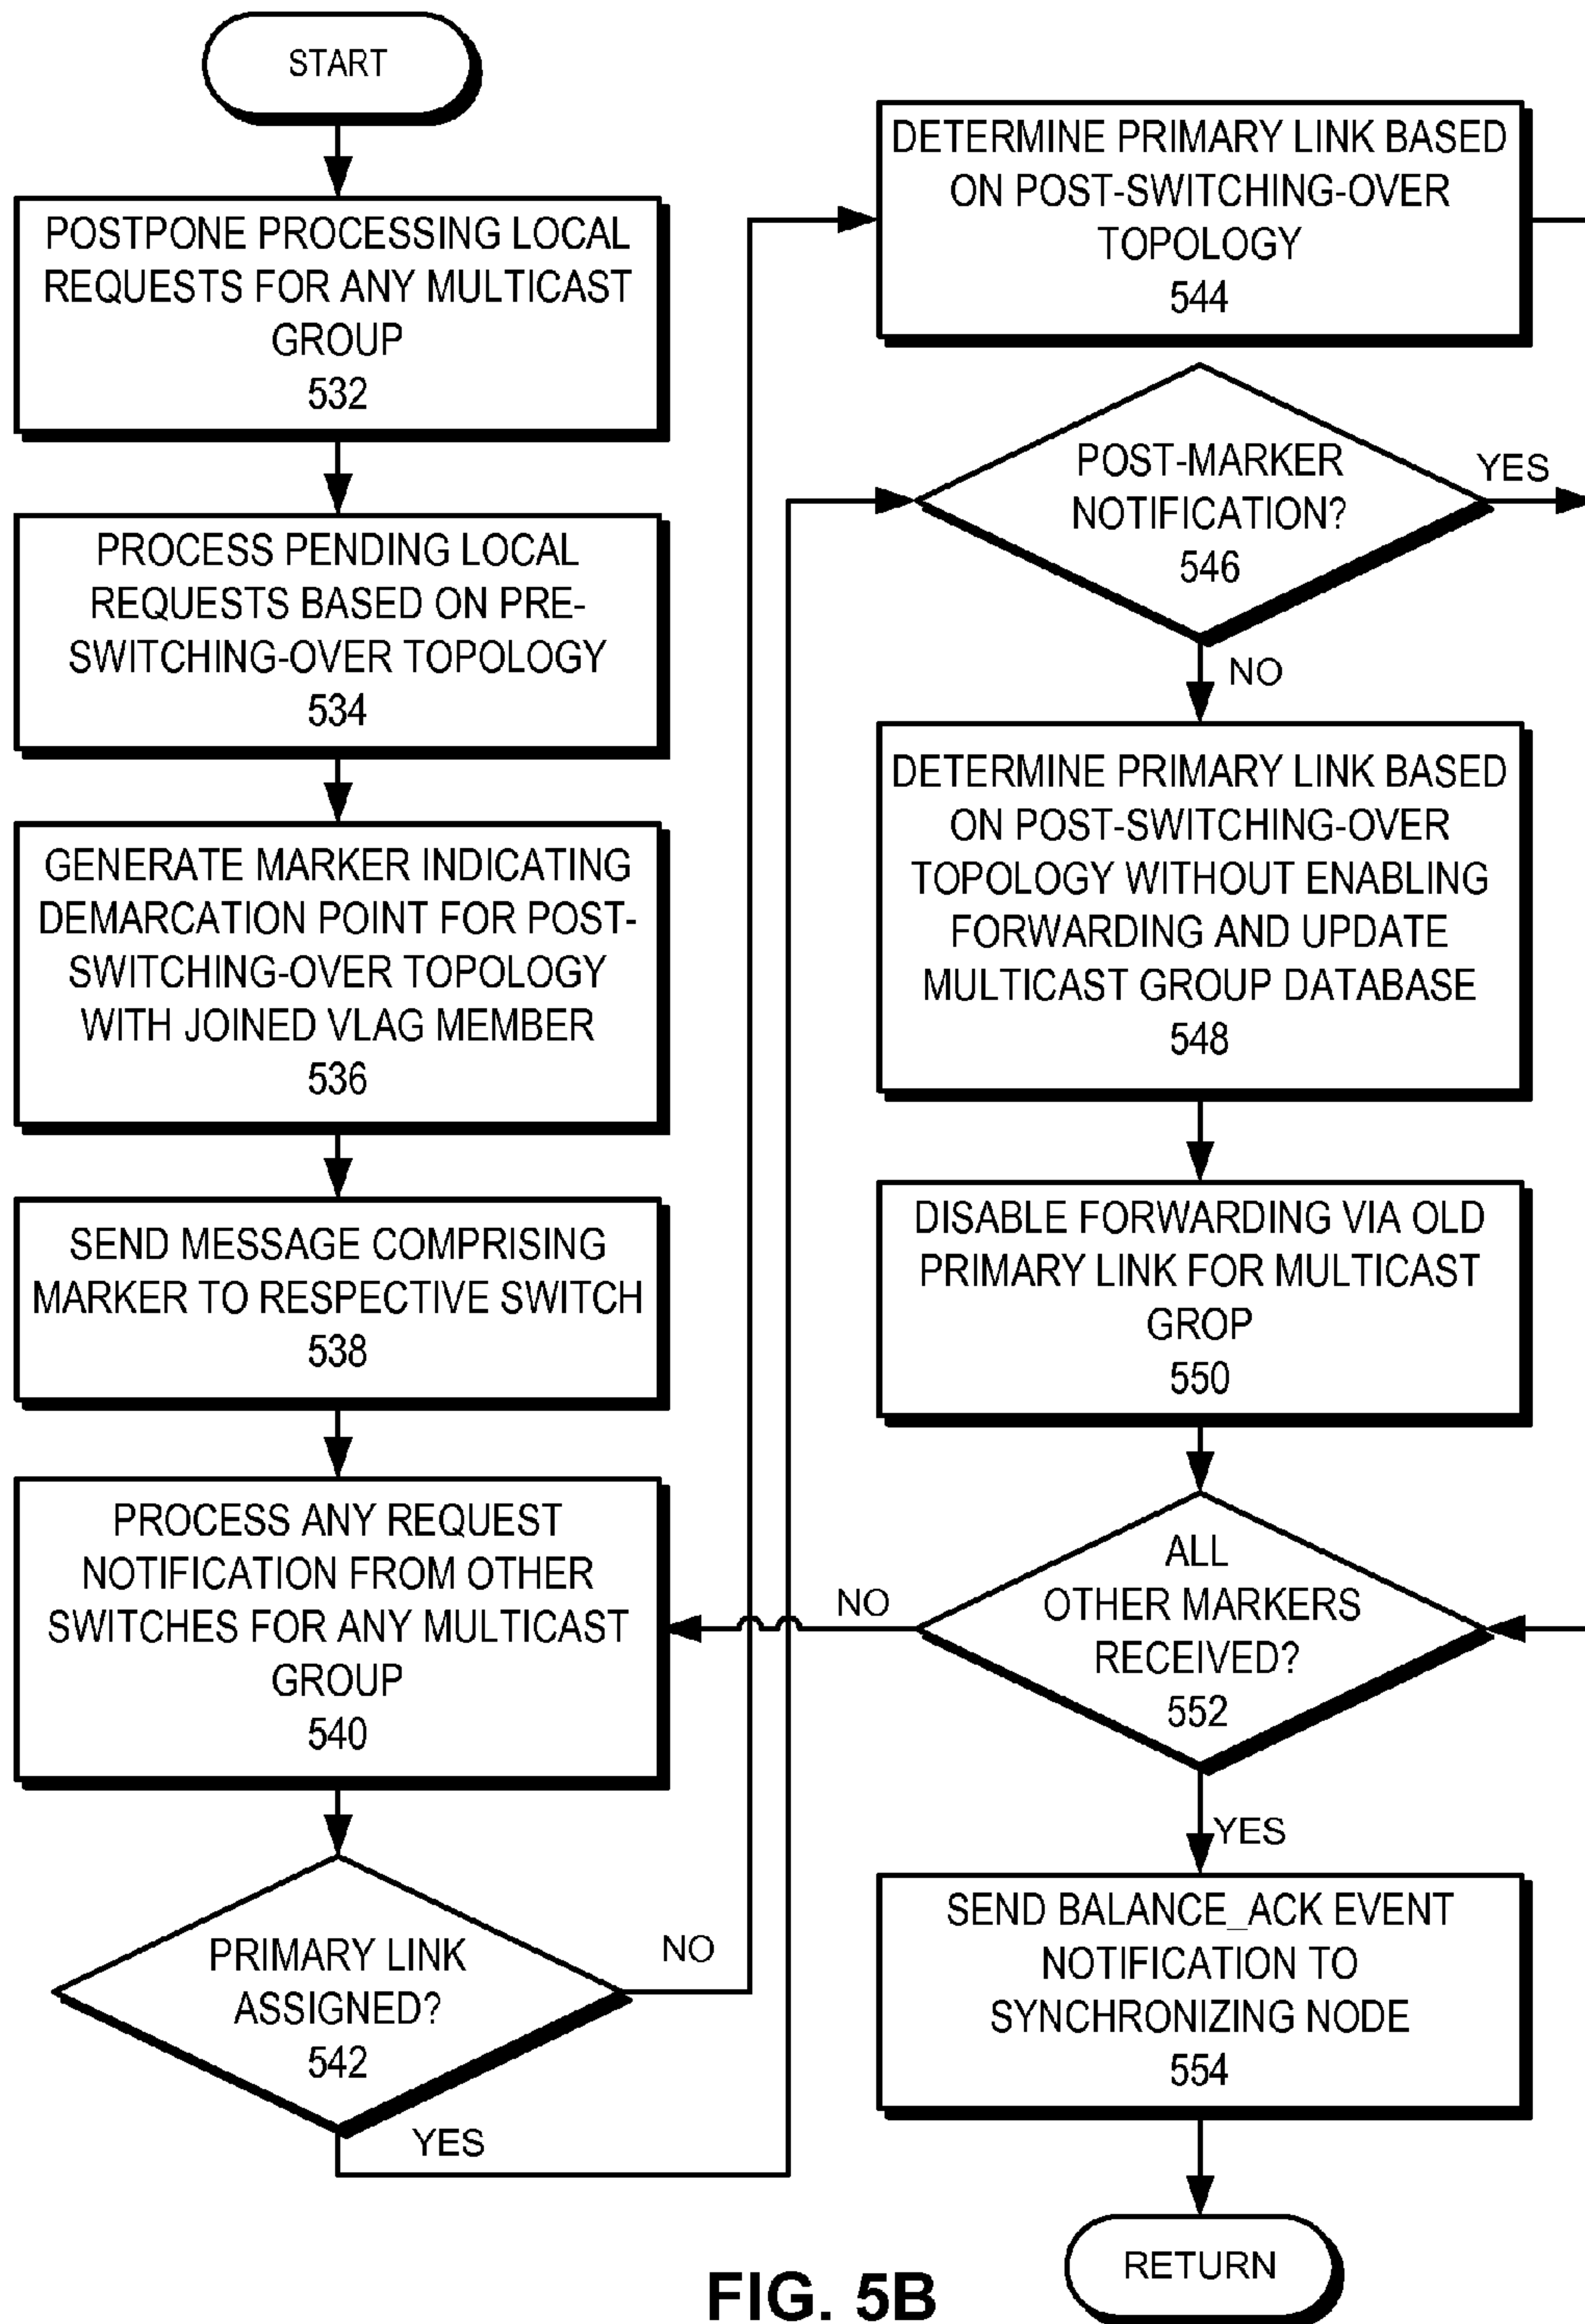 START
POSTPONE PROCESSING LOCAL
REQUESTS FOR ANY MULTICAST
GROUP
532
PROCESS PENDING LOCAL
REQUESTS BASED ON PRE-
SWITCHING-OVER TOPOLOGY
534
GENERATE MARKER INDICATING
DEMARCATION POINT FOR POST-
SWITCHING-OVER TOPOLOGY
WITH JOINED VLAG MEMBER
536
SEND MESSAGE COMPRISING
MARKER TO RESPECTIVE SWITCH
538
PROCESS ANY REQUEST
NOTIFICATION FROM OTHER
SWITCHES FOR ANY MULTICAST
GROUP
540
PRIMARY LINK
ASSIGNED?
542
NO
YES
DETERMINE PRIMARY LINK BASED
ON POST-SWITCHING-OVER
TOPOLOGY
544
POST-MARKER
NOTIFICATION?
546
YES
NO
DETERMINE PRIMARY LINK BASED
ON POST-SWITCHING-OVER
TOPOLOGY WITHOUT ENABLING
FORWARDING AND UPDATE
MULTICAST GROUP DATABASE
548
DISABLE FORWARDING VIA OLD
PRIMARY LINK FOR MULTICAST
GROP
550
ALL
OTHER MARKERS
RECEIVED?
552
NO
YES
SEND BALANCE_ACK EVENT
NOTIFICATION TO
SYNCHRONIZING NODE
554
RETURN
FIG. 5B